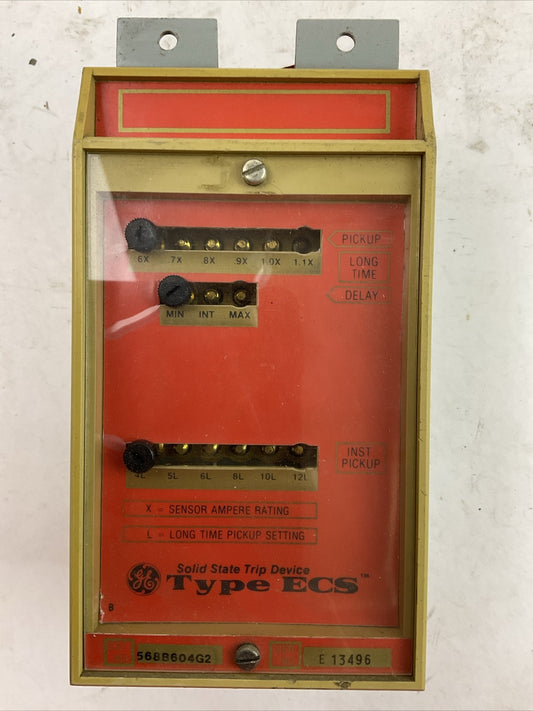 PICKUP
.6X .7X .8X .9X 1.0X 1.1X
LONG
TIME
DELAY
MIN INT MAX
INST
PICKUP
4L 5L 6L 8L 10L 12L
X = SENSOR AMPERE RATING
L = LONG TIME PICKUP SETTING
Solid State Trip Device
GE Type ECS™
B
568B604G2
E 13496